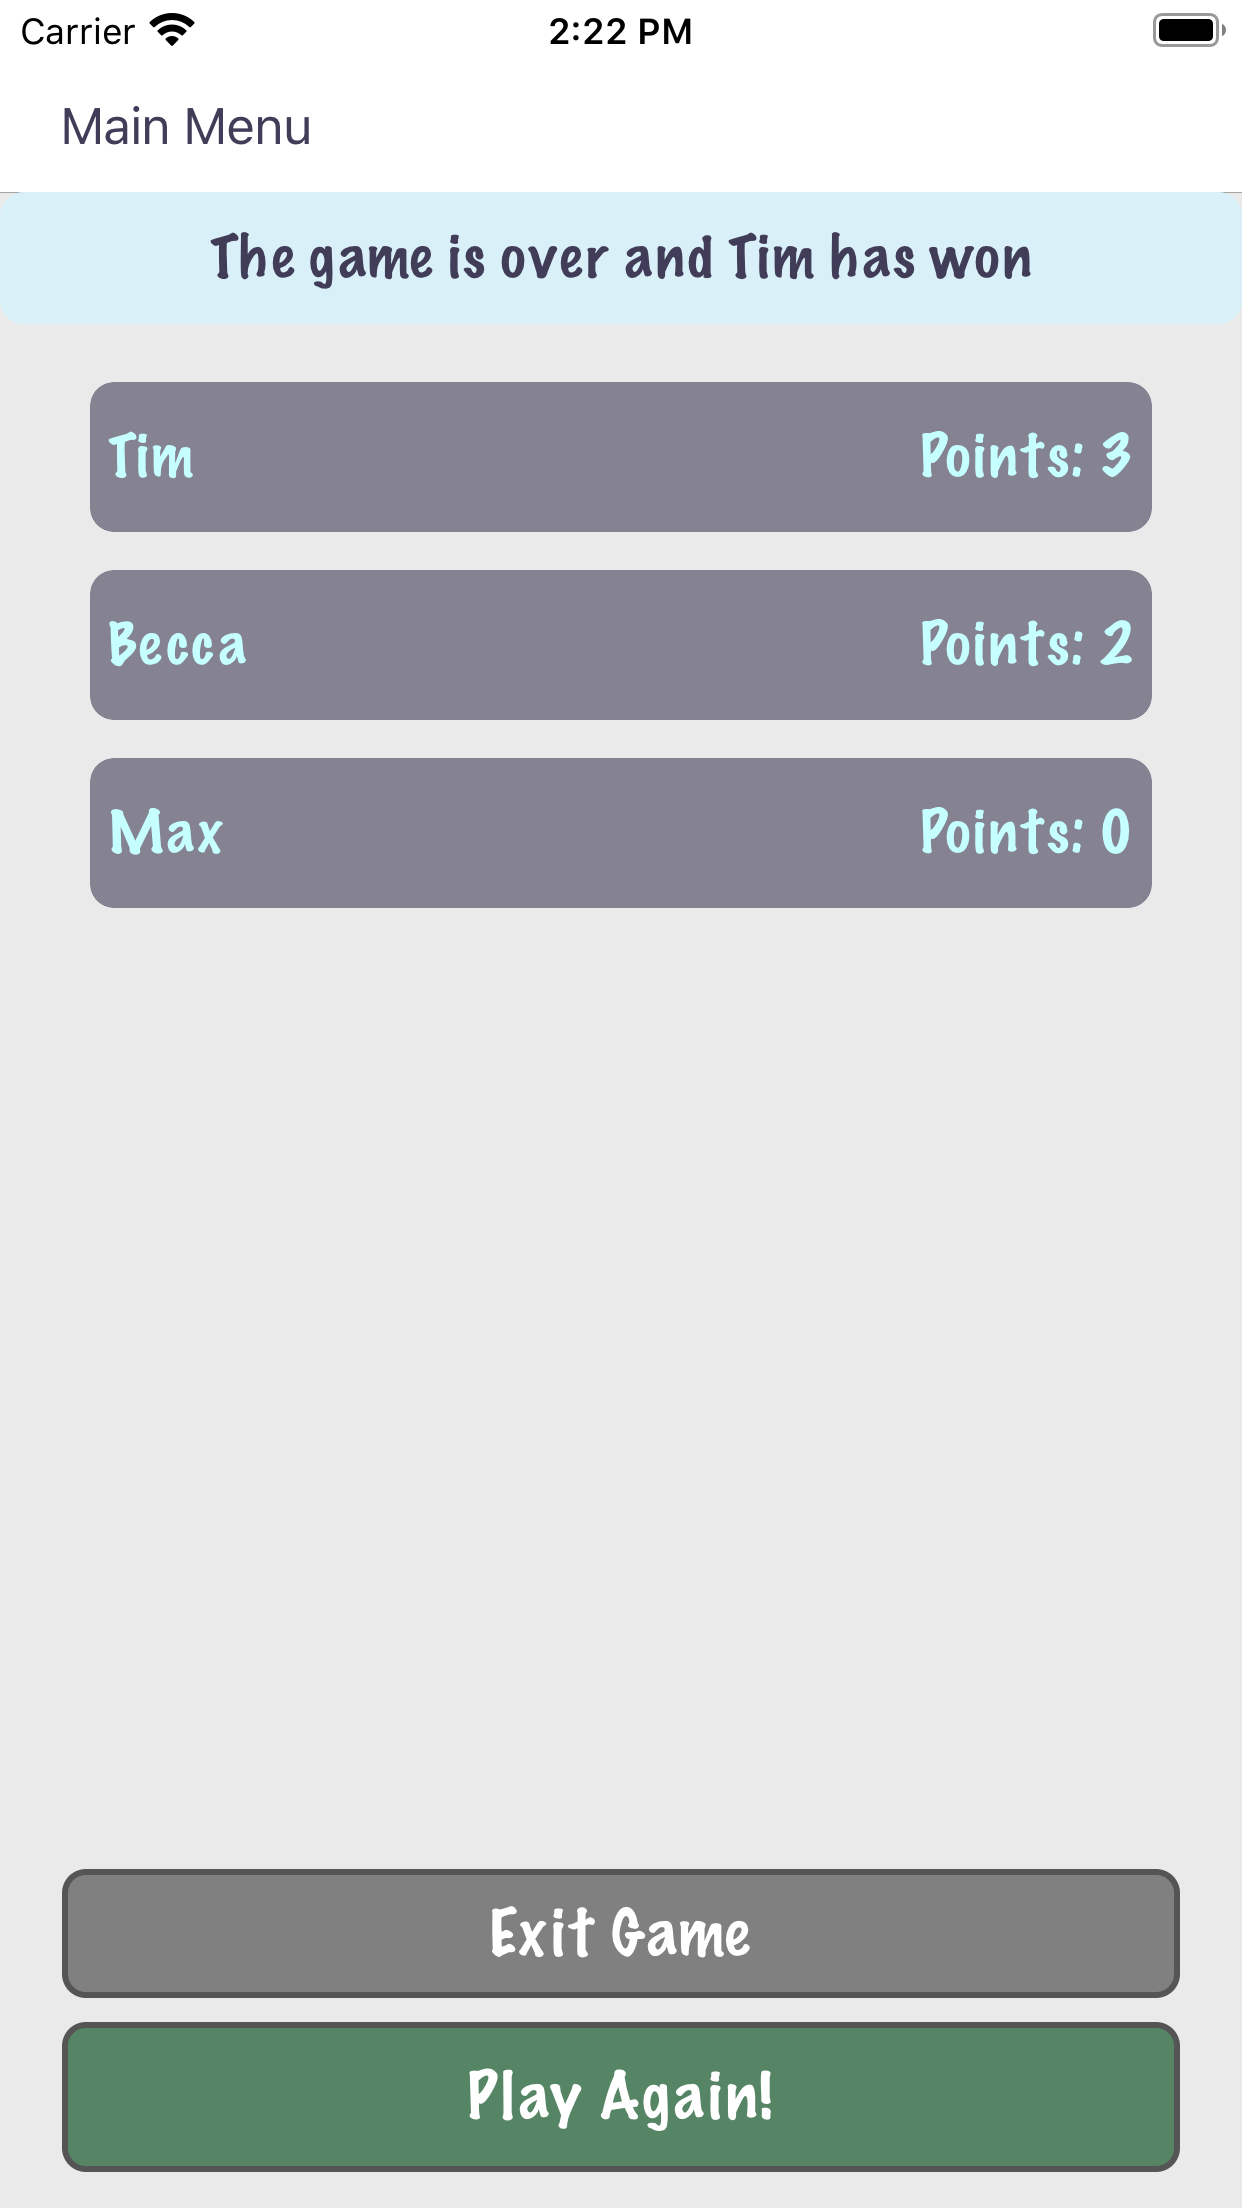 Carrier 2:22 PM
Main Menu
The game is over and Tim has won
Tim Points: 3
Becca Points: 2
Max Points: 0
Exit Game
Play Again!